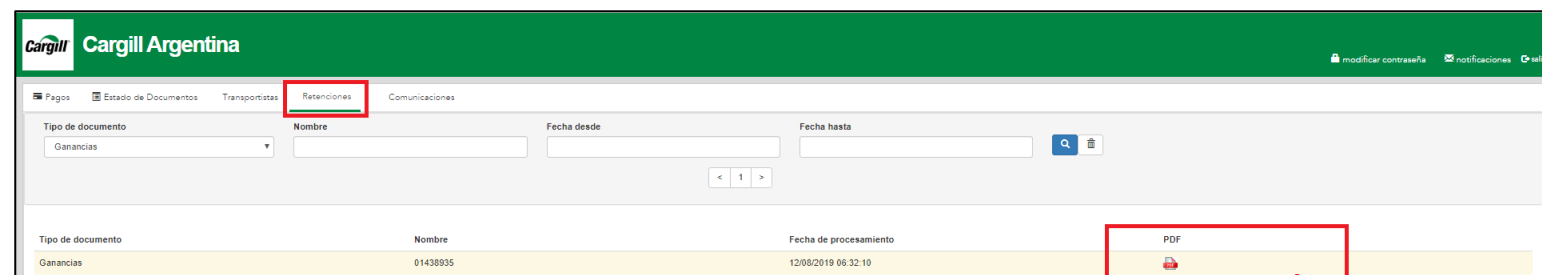 Cargill Cargill Argentina
modificar contraseña notificaciones sali
Pagos Estado de Documentos Transportistas Retenciones Comunicaciones
Tipo de documento Nombre Fecha desde Fecha hasta
Ganancias
< 1 >
Tipo de documento Nombre Fecha de procesamiento PDF
Ganancias 01438935 12/08/2019 06:32:10 PDF